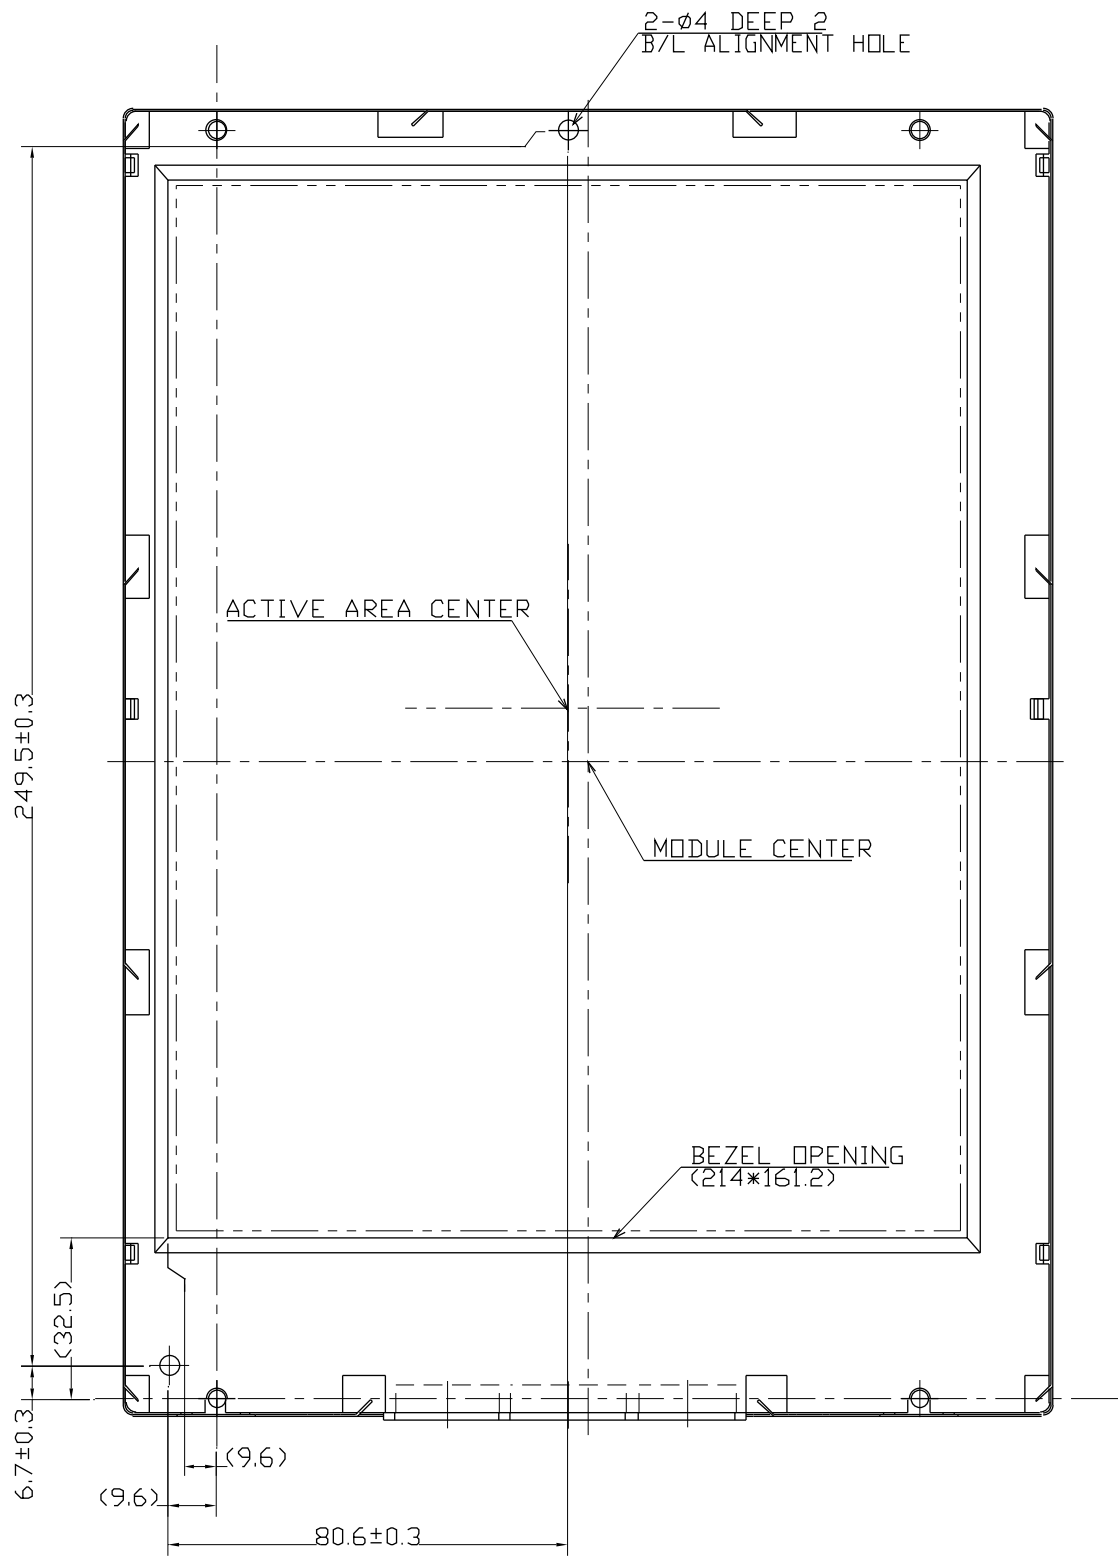 2-ø4 DEEP 2
B/L ALIGNMENT HOLE
ACTIVE AREA CENTER
249.5±0.3
MODULE CENTER
BEZEL OPENING
(214*161.2)
(32.5)
6.7±0.3
(9.6)
(9.6)
80.6±0.3